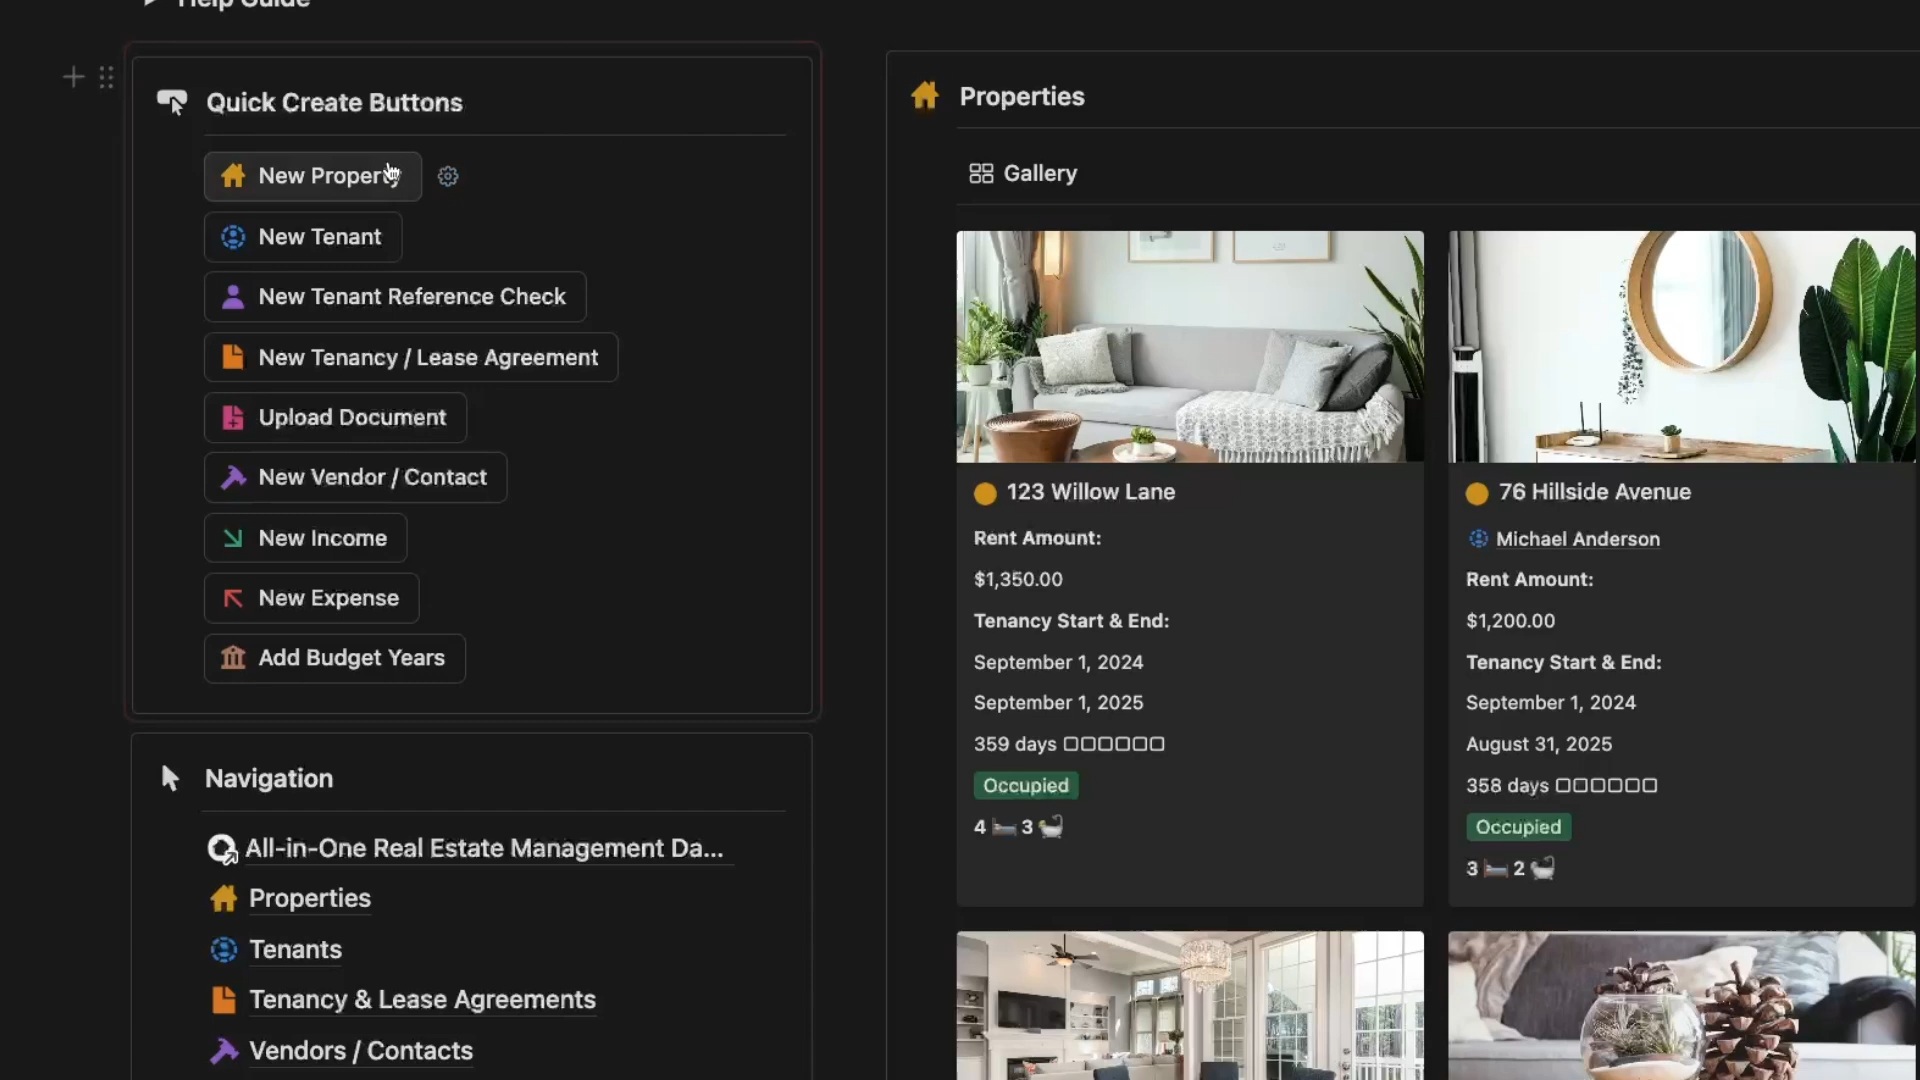 Help Guide
Quick Create Buttons
New Property
New Tenant
New Tenant Reference Check
New Tenancy / Lease Agreement
Upload Document
New Vendor / Contact
New Income
New Expense
Add Budget Years
Navigation
All-in-One Real Estate Management Da...
Properties
Tenants
Tenancy & Lease Agreements
Vendors / Contacts
Properties
Gallery
123 Willow Lane
Rent Amount:
$1,350.00
Tenancy Start & End:
September 1, 2024
September 1, 2025
359 days
Occupied
4 🛏️ 3 🛀
76 Hillside Avenue
Michael Anderson
Rent Amount:
$1,200.00
Tenancy Start & End:
September 1, 2024
August 31, 2025
358 days
Occupied
3 🛏️ 2 🛀